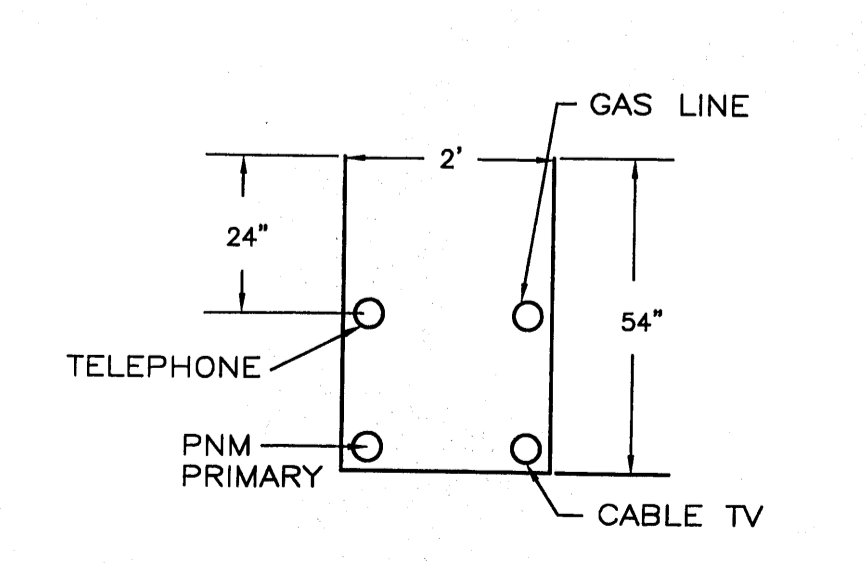 GAS LINE
2'
24"
54"
TELEPHONE
PNM
PRIMARY
CABLE TV